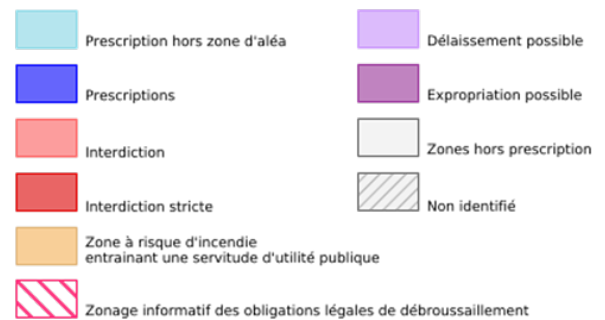 Prescription hors zone d'aléa
Prescriptions
Interdiction
Interdiction stricte
Zone à risque d'incendie
entrainant une servitude d'utilité publique
Zonage informatif des obligations légales de débroussaillement
Délaissement possible
Expropriation possible
Zones hors prescription
Non identifié